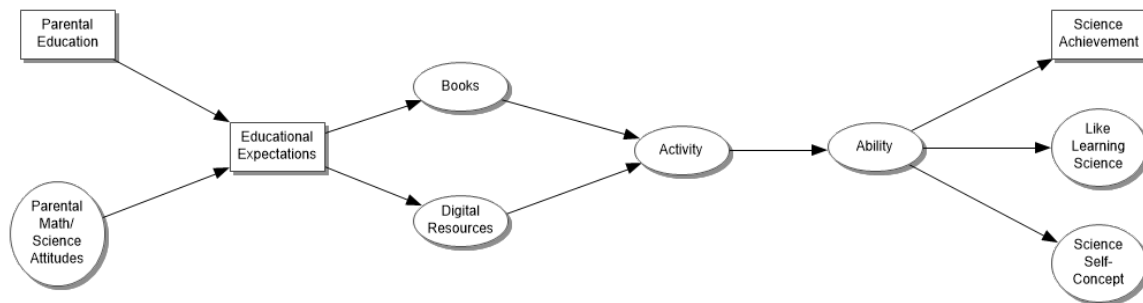 Parental
Education
Parental
Math/
Science
Attitudes
Educational
Expectations
Books
Digital
Resources
Activity
Ability
Science
Achievement
Like
Learning
Science
Science
Self-
Concept